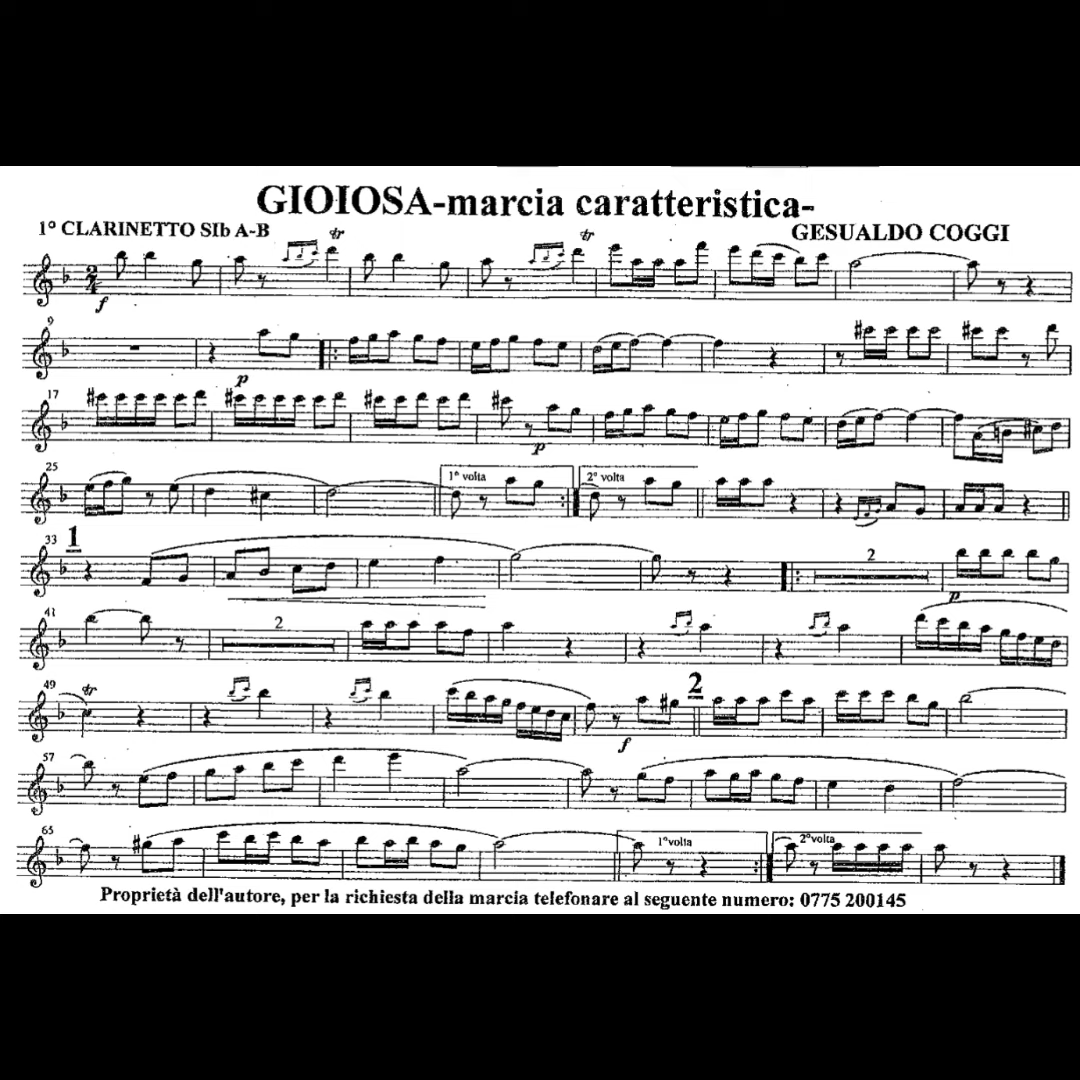 GIOIOSA-marcia caratteristica-
1° CLARINETTO SIb A-B
GESUALDO COGGI
tr tr
2/4
f
9
p
17
p
25
1° volta 2° volta
33 1
2
p
41
2
49
tr
2
f
57
65
1°volta 2°volta
Proprietà dell'autore, per la richiesta della marcia telefonare al seguente numero: 0775 200145